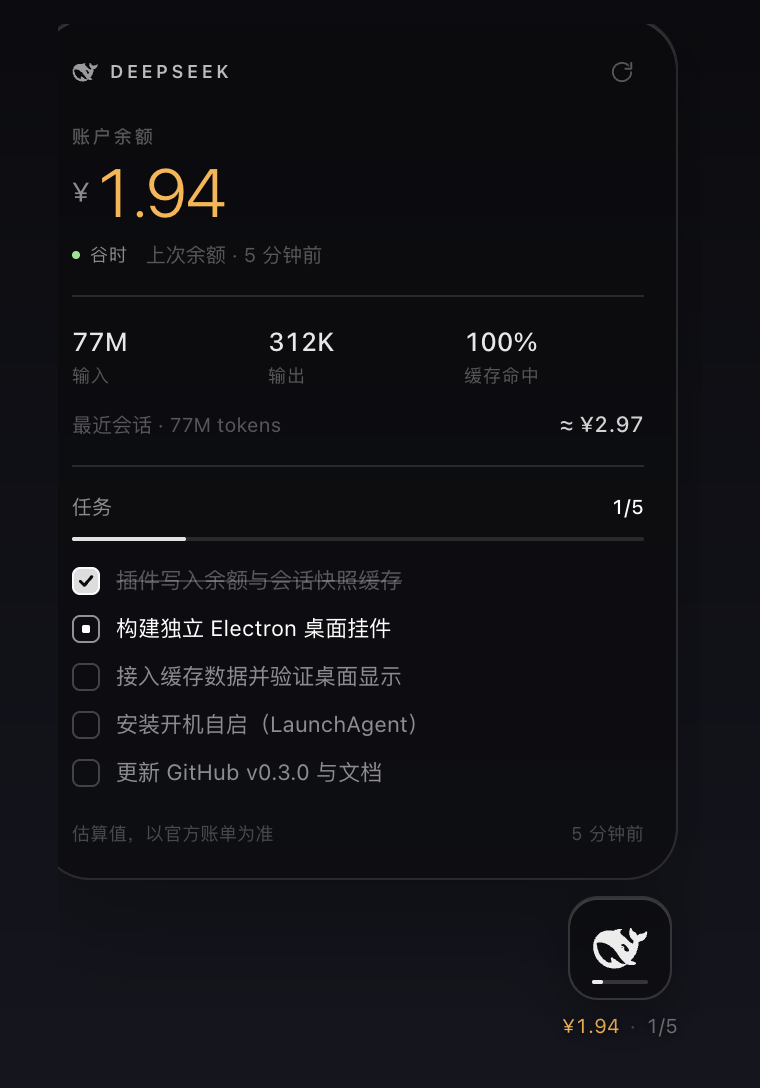 DEEPSEEK
账户余额
¥ 1.94
谷时 上次余额 · 5 分钟前
77M 312K 100%
输入 输出 缓存命中
最近会话 · 77M tokens ≈ ¥2.97
任务 1/5
插件写入余额与会话快照缓存
构建独立 Electron 桌面挂件
接入缓存数据并验证桌面显示
安装开机自启（LaunchAgent）
更新 GitHub v0.3.0 与文档
估算值，以官方账单为准 5 分钟前
¥1.94 · 1/5